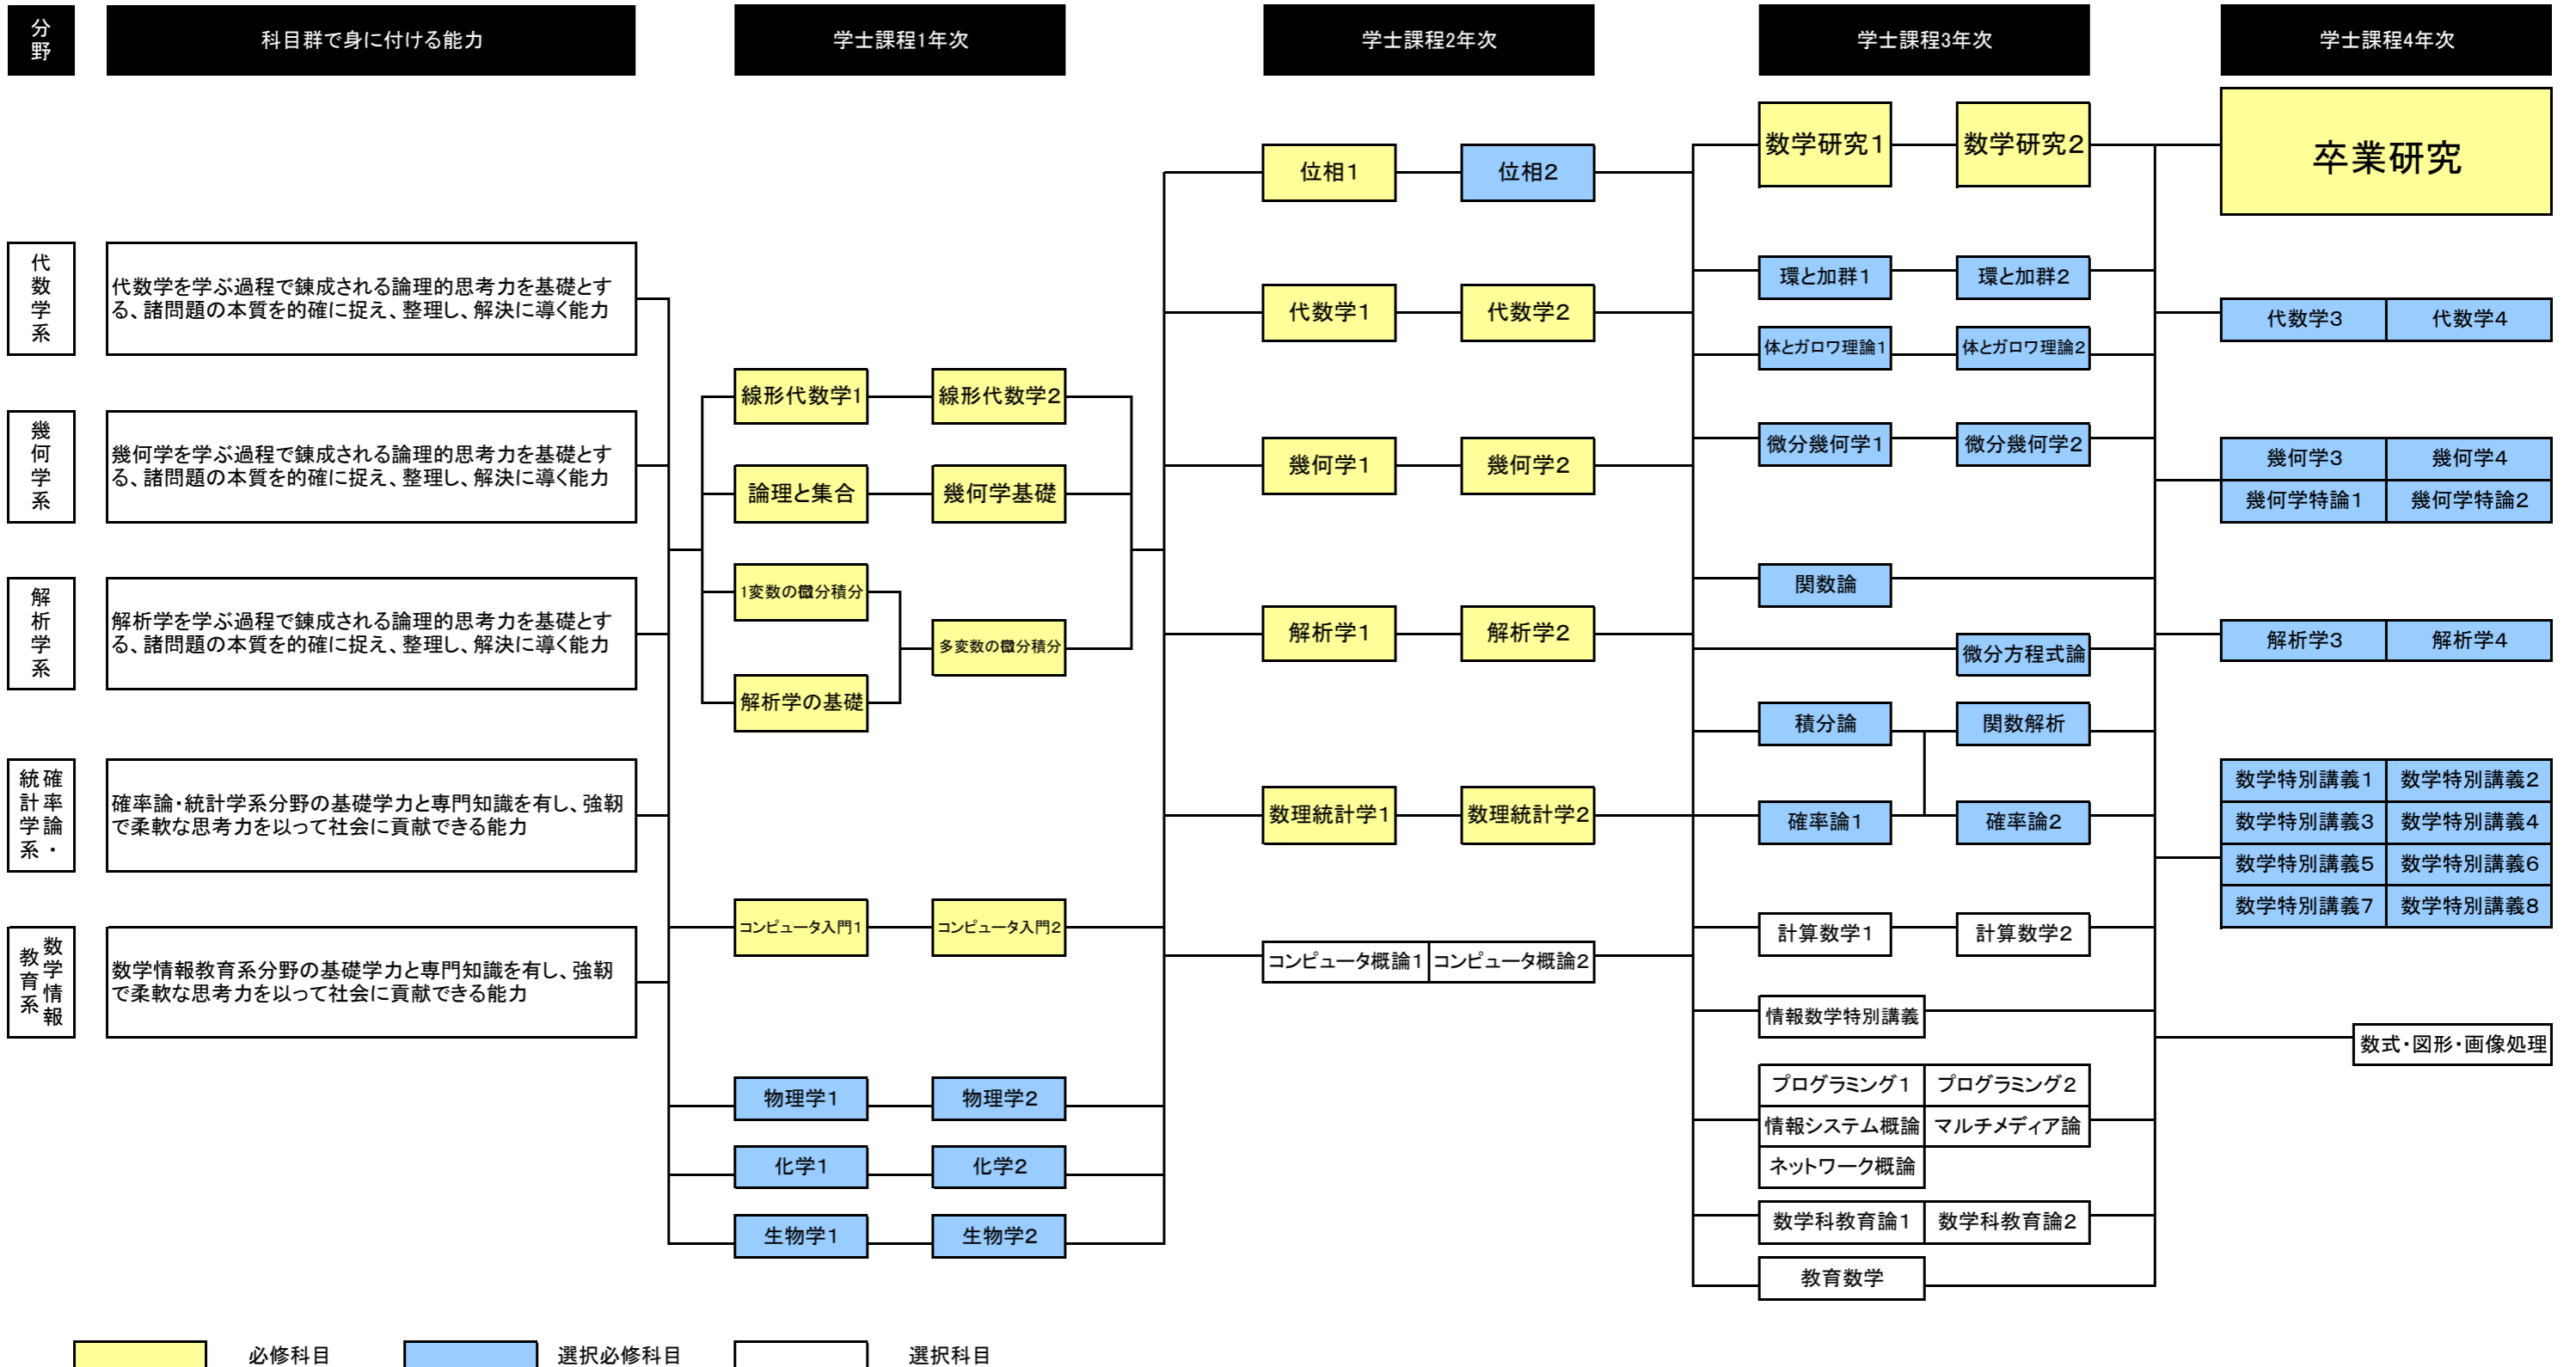 分野
科目群で身に付ける能力
学士課程1年次
学士課程2年次
学士課程3年次
学士課程4年次
代数学系
代数学を学ぶ過程で錬成される論理的思考力を基礎とす
る、諸問題の本質を的確に捉え、整理し、解決に導く能力
幾何学系
幾何学を学ぶ過程で錬成される論理的思考力を基礎とす
る、諸問題の本質を的確に捉え、整理し、解決に導く能力
解析学系
解析学を学ぶ過程で錬成される論理的思考力を基礎とす
る、諸問題の本質を的確に捉え、整理し、解決に導く能力
確率論・
統計学系
確率論・統計学系分野の基礎学力と専門知識を有し、強靭
で柔軟な思考力を以って社会に貢献できる能力
数学情報
教育系
数学情報教育系分野の基礎学力と専門知識を有し、強靭
で柔軟な思考力を以って社会に貢献できる能力
線形代数学1
線形代数学2
論理と集合
幾何学基礎
1変数の微分積分
多変数の微分積分
解析学の基礎
コンピュータ入門1
コンピュータ入門2
物理学1
物理学2
化学1
化学2
生物学1
生物学2
位相1
位相2
代数学1
代数学2
幾何学1
幾何学2
解析学1
解析学2
数理統計学1
数理統計学2
コンピュータ概論1
コンピュータ概論2
数学研究1
数学研究2
環と加群1
環と加群2
体とガロワ理論1
体とガロワ理論2
微分幾何学1
微分幾何学2
関数論
微分方程式論
積分論
関数解析
確率論1
確率論2
計算数学1
計算数学2
情報数学特別講義
プログラミング1
プログラミング2
情報システム概論
マルチメディア論
ネットワーク概論
数学科教育論1
数学科教育論2
教育数学
卒業研究
代数学3
代数学4
幾何学3
幾何学4
幾何学特論1
幾何学特論2
解析学3
解析学4
数学特別講義1
数学特別講義2
数学特別講義3
数学特別講義4
数学特別講義5
数学特別講義6
数学特別講義7
数学特別講義8
数式・図形・画像処理
必修科目
選択必修科目
選択科目